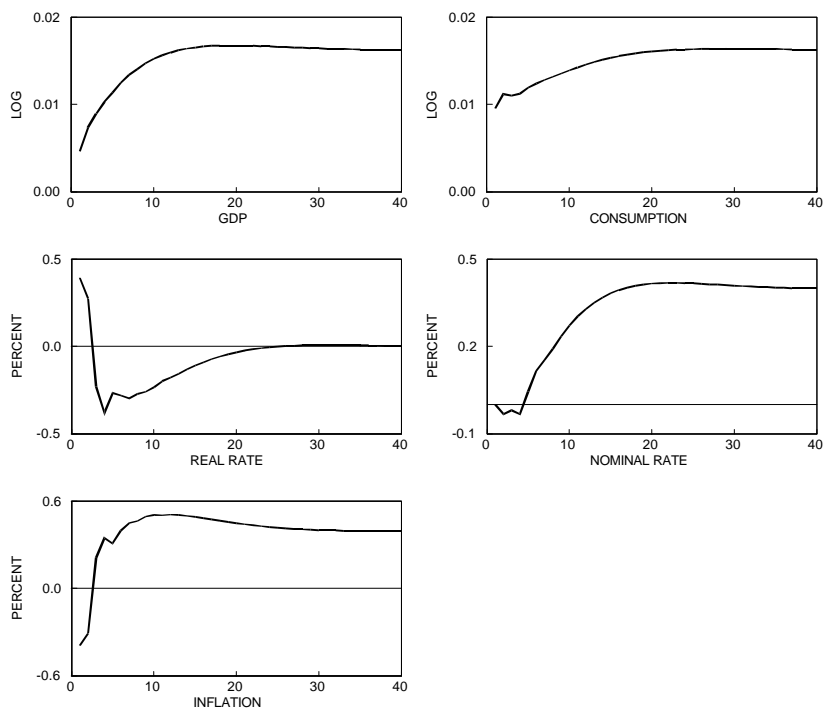 0.02
0.01
0.00
LOG
0 10 20 30 40
GDP
0.02
0.01
0.00
LOG
0 10 20 30 40
CONSUMPTION
0.5
0.0
-0.5
PERCENT
0 10 20 30 40
REAL RATE
0.5
0.2
-0.1
PERCENT
0 10 20 30 40
NOMINAL RATE
0.6
0.0
-0.6
PERCENT
0 10 20 30 40
INFLATION